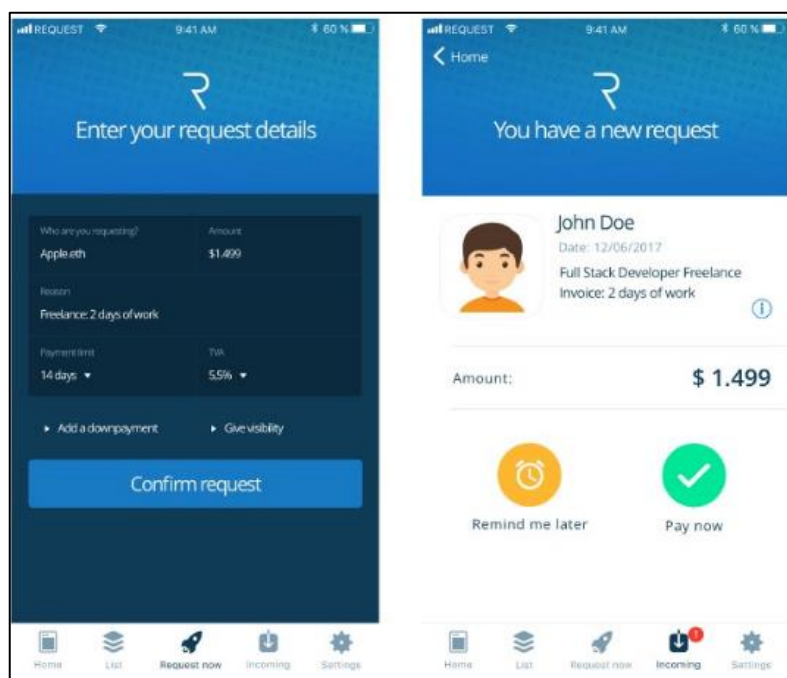 REQUEST 9:41 AM 60 %
Enter your request details
Who are you requesting? Amount
Apple.eth $1.499
Reason
Freelance: 2 days of work
Payment limit TVA
14 days 5,5%
Add a downpayment Give visibility
Confirm request
Home List Request now Incoming Settings
REQUEST 9:41 AM 60 %
Home
You have a new request
John Doe
Date: 12/06/2017
Full Stack Developer Freelance
Invoice: 2 days of work
Amount: $ 1.499
Remind me later Pay now
Home List Request now Incoming 1 Settings